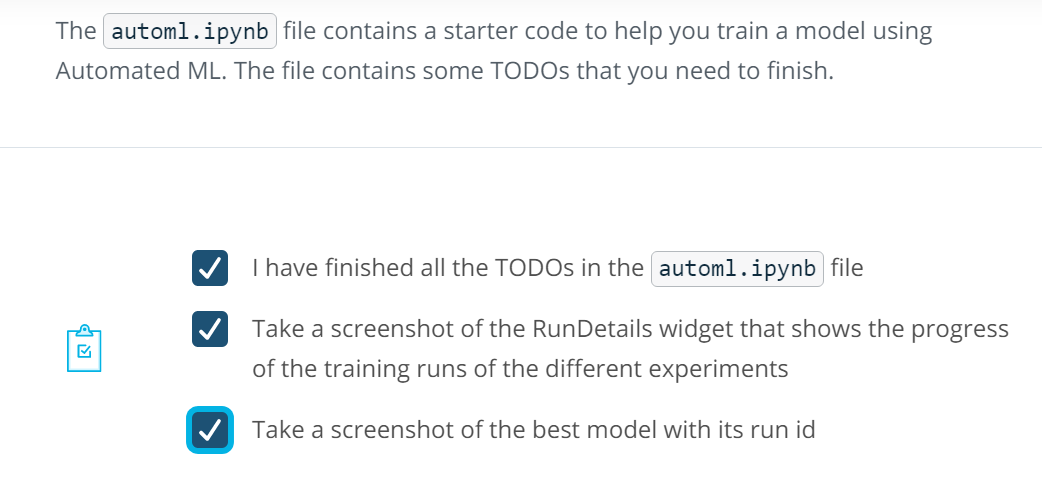 The automl.ipynb file contains a starter code to help you train a model using
Automated ML. The file contains some TODOs that you need to finish.
I have finished all the TODOs in the automl.ipynb file
Take a screenshot of the RunDetails widget that shows the progress
of the training runs of the different experiments
Take a screenshot of the best model with its run id